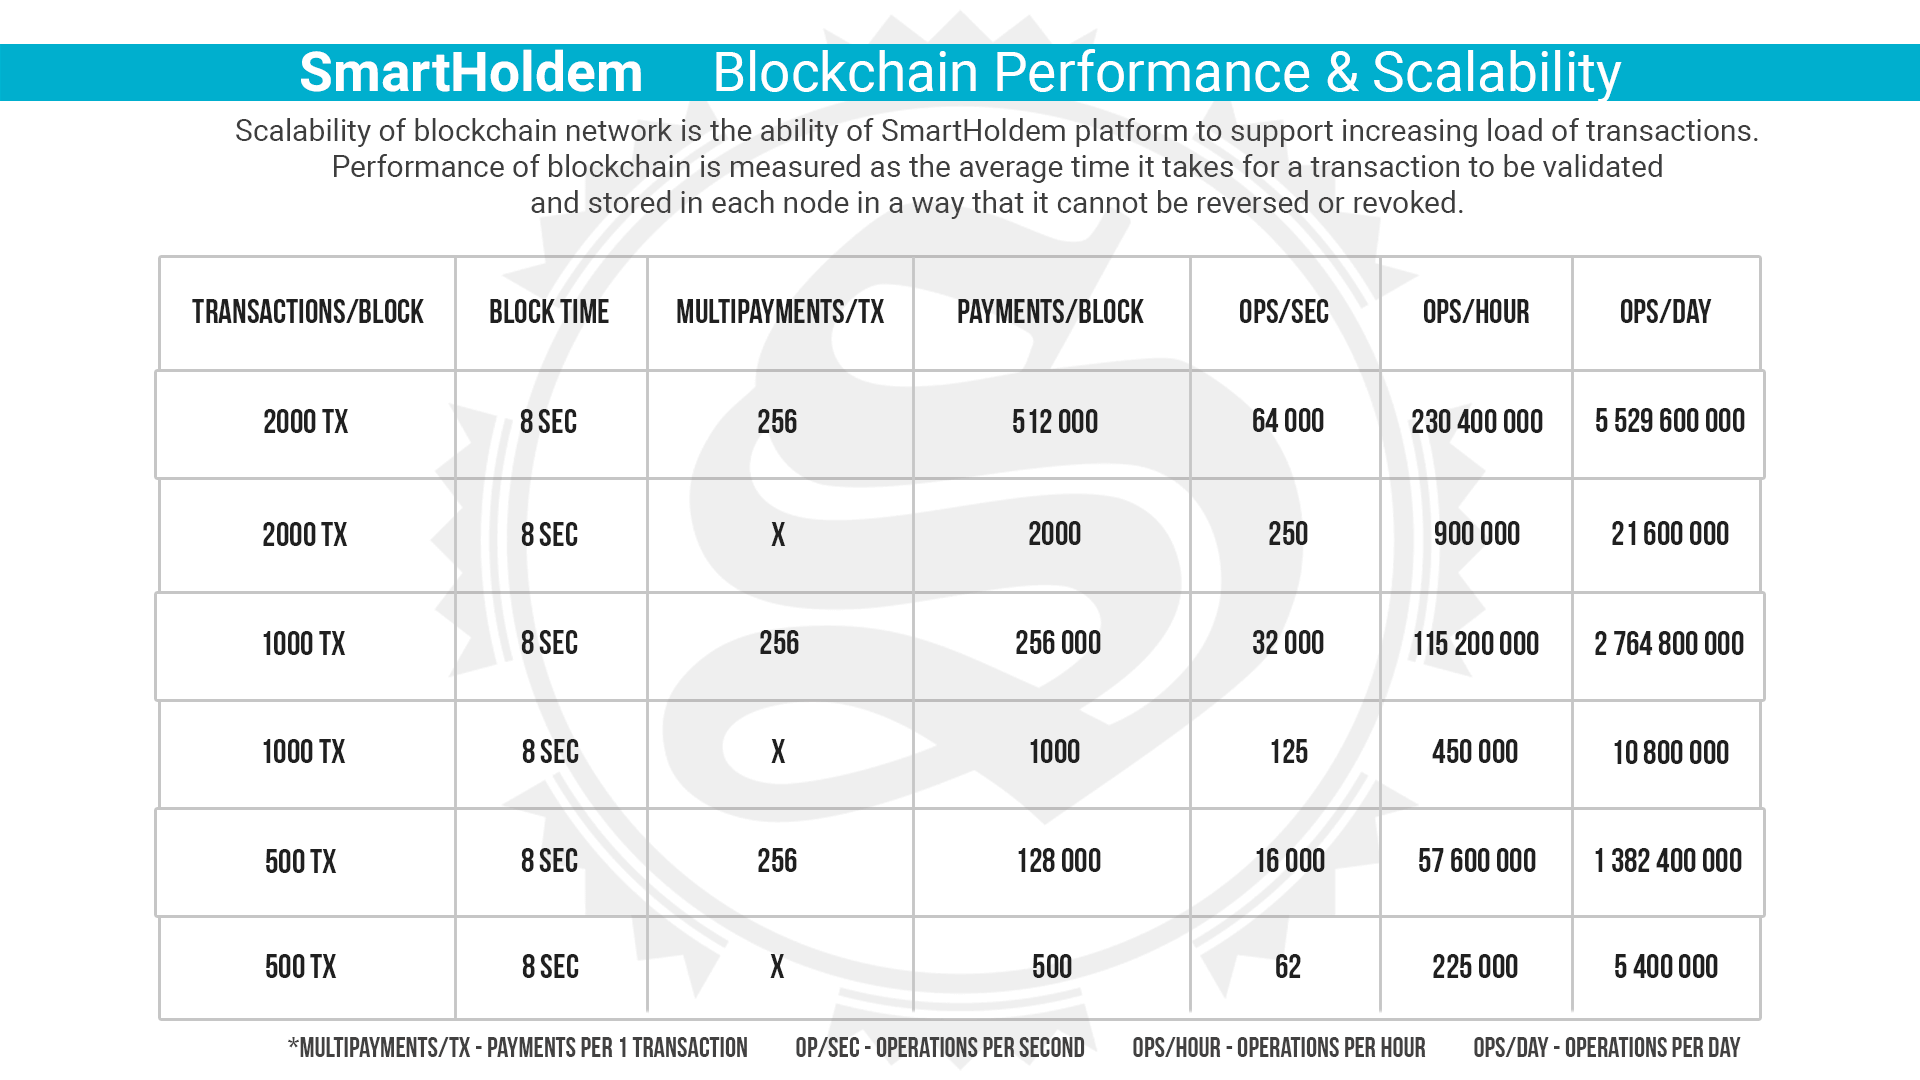 SmartHoldem Blockchain Performance & Scalability
Scalability of blockchain network is the ability of SmartHoldem platform to support increasing load of transactions.
Performance of blockchain is measured as the average time it takes for a transaction to be validated
and stored in each node in a way that it cannot be reversed or revoked.
TRANSACTIONS/BLOCK BLOCK TIME MULTIPAYMENTS/TX PAYMENTS/BLOCK OPS/SEC OPS/HOUR OPS/DAY
2000 TX 8 SEC 256 512 000 64 000 230 400 000 5 529 600 000
2000 TX 8 SEC X 2000 250 900 000 21 600 000
1000 TX 8 SEC 256 256 000 32 000 115 200 000 2 764 800 000
1000 TX 8 SEC X 1000 125 450 000 10 800 000
500 TX 8 SEC 256 128 000 16 000 57 600 000 1 382 400 000
500 TX 8 SEC X 500 62 225 000 5 400 000
*MULTIPAYMENTS/TX - PAYMENTS PER 1 TRANSACTION OP/SEC - OPERATIONS PER SECOND OPS/HOUR - OPERATIONS PER HOUR OPS/DAY - OPERATIONS PER DAY